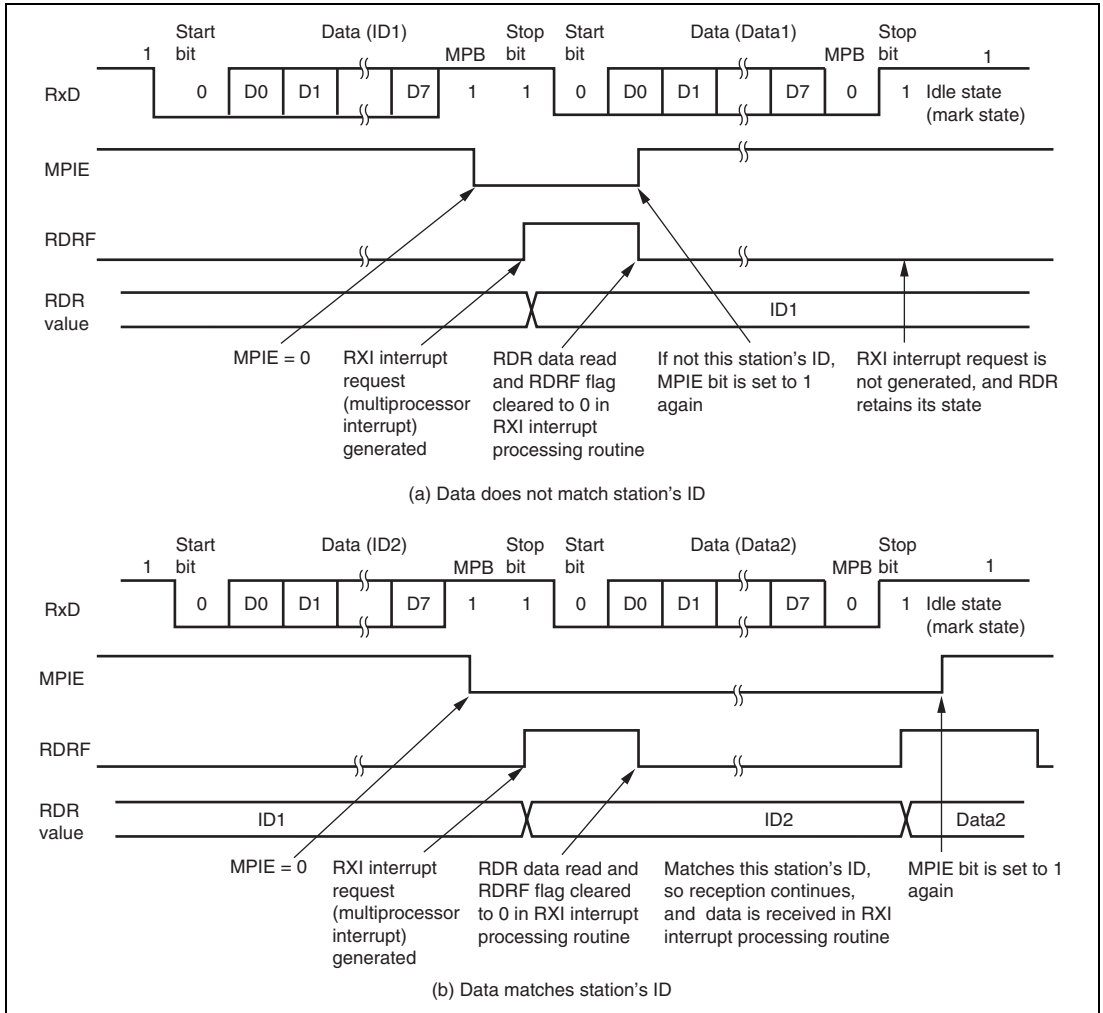 Start bit Data (ID1) MPB Stop bit Start bit Data (Data1) MPB Stop bit
1 1
RxD 0 D0 D1 D7 1 1 0 D0 D1 D7 0 1 Idle state (mark state)
MPIE
RDRF
RDR value ID1
MPIE = 0
RXI interrupt
request
(multiprocessor
interrupt)
generated
RDR data read
and RDRF flag
cleared to 0 in
RXI interrupt
processing routine
If not this station's ID,
MPIE bit is set to 1
again
RXI interrupt request is
not generated, and RDR
retains its state
(a) Data does not match station's ID
Start bit Data (ID2) MPB Stop bit Start bit Data (Data2) MPB Stop bit
1 1
RxD 0 D0 D1 D7 1 1 0 D0 D1 D7 0 1 Idle state (mark state)
MPIE
RDRF
RDR value ID1 ID2 Data2
MPIE = 0
RXI interrupt
request
(multiprocessor
interrupt)
generated
RDR data read and
RDRF flag cleared
to 0 in RXI interrupt
processing routine
Matches this station's ID,
so reception continues,
and data is received in RXI
interrupt processing routine
MPIE bit is set to 1
again
(b) Data matches station's ID